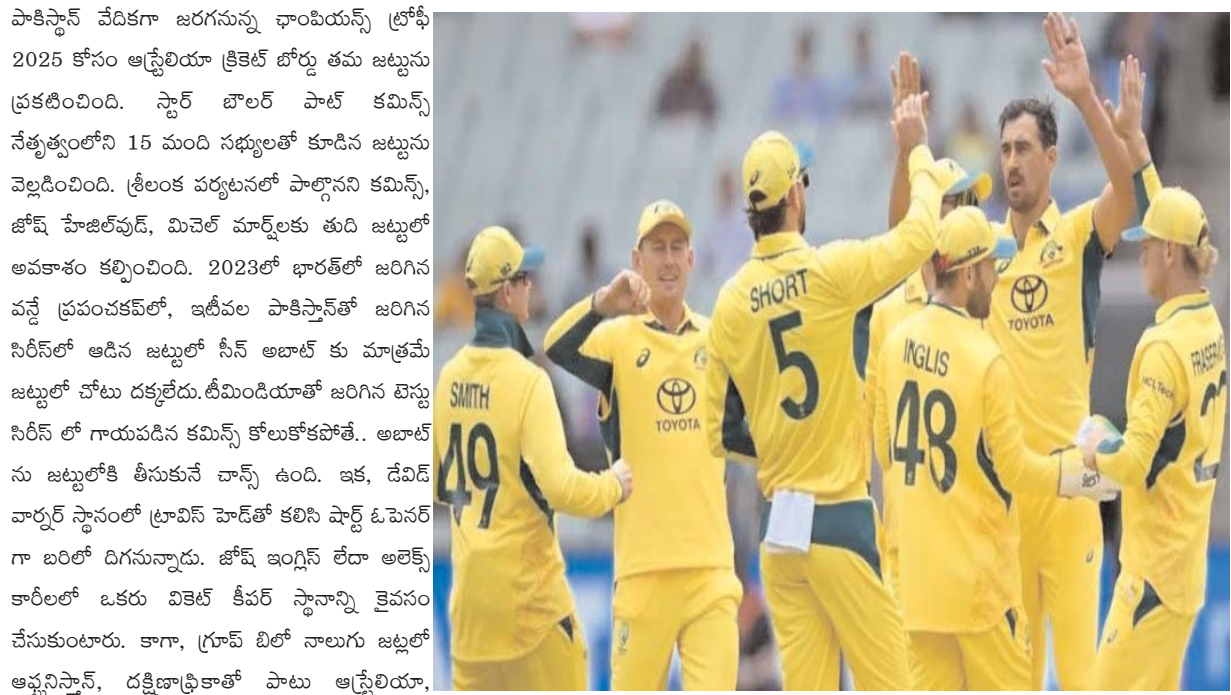 పాకిస్థాన్ వేదికగా జరగనున్న ఛాంపియన్స్ ట్రోఫీ
2025 కోసం ఆస్ట్రేలియా క్రికెట్ బోర్డు తమ జట్టును
ప్రకటించింది. స్టార్ బౌలర్ పాట్ కమిన్స్
నేతృత్వంలోని 15 మంది సభ్యులతో కూడిన జట్టును
వెల్లడించింది. శ్రీలంక పర్యటనలో పాల్గొనని కమిన్స్,
జోష్ హేజిల్‌వుడ్, మిచెల్ మార్ష్‌లకు తుది జట్టులో
అవకాశం కల్పించింది. 2023లో భారత్‌లో జరిగిన
వన్డే ప్రపంచకప్‌లో, ఇటీవల పాకిస్తాన్‌తో జరిగిన
సిరీస్‌లో ఆడిన జట్టులో సీన్ అబాట్ కు మాత్రమే
జట్టులో చోటు దక్కలేదు.టీమిండియాతో జరిగిన టెస్టు
సిరీస్ లో గాయపడిన కమిన్స్ కోలుకోకపోతే.. అబాట్
ను జట్టులోకి తీసుకునే చాన్స్ ఉంది. ఇక, డేవిడ్
వార్నర్ స్థానంలో ట్రావిస్ హెడ్‌తో కలిసి షార్ట్ ఓపెనర్
గా బరిలో దిగనున్నాడు. జోష్ ఇంగ్లిస్ లేదా అలెక్స్
కారీలలో ఒకరు వికెట్ కీపర్ స్థానాన్ని కైవసం
చేసుకుంటారు. కాగా, గ్రూప్ బిలో నాలుగు జట్లలో
ఆఫ్ఘనిస్తాన్, దక్షిణాఫ్రికాతో పాటు ఆస్ట్రేలియా,
SMITH
49
TOYOTA
SHORT
5
INGLIS
48
TOYOTA
HCLTech
FRASER